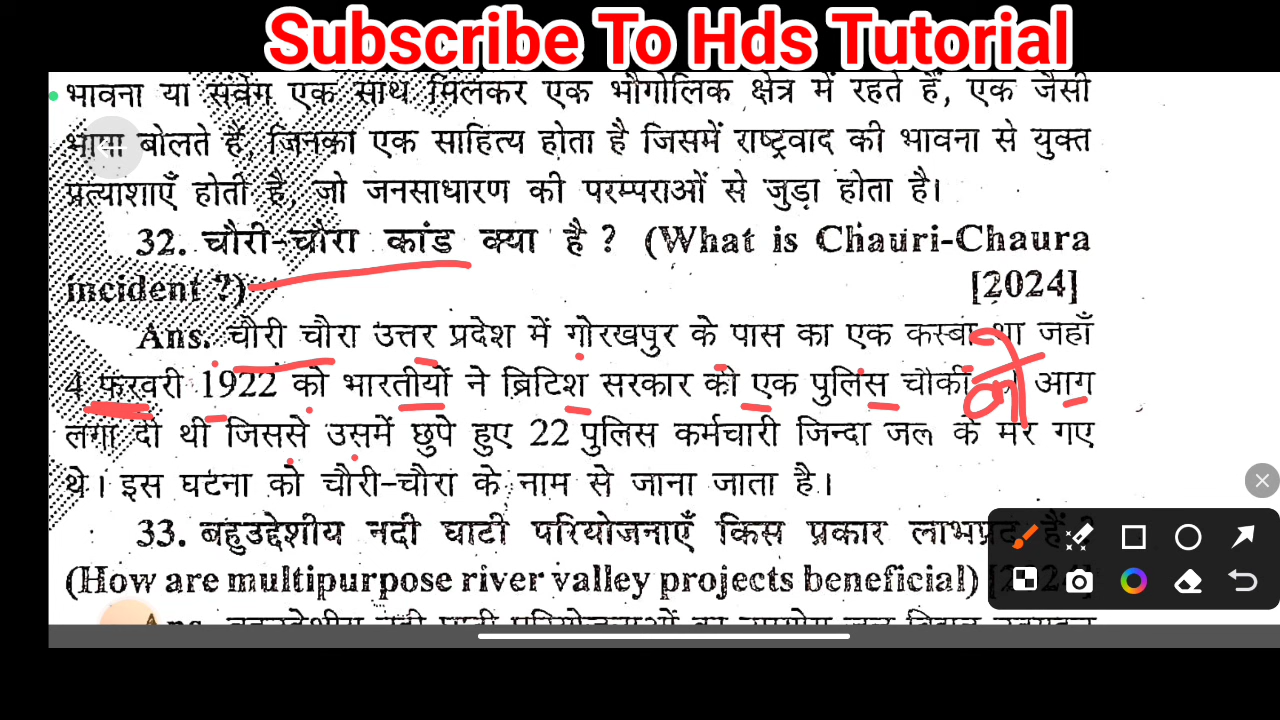 Subscribe To Hds Tutorial
भावना या संवेग एक साथ मिलकर एक भौगोलिक क्षेत्र में रहते हैं, एक जैसी
भाषा बोलते हैं, जिनका एक साहित्य होता है जिसमें राष्ट्रवाद की भावना से युक्त
प्रत्याशाएँ होती है, जो जनसाधारण की परम्पराओं से जुड़ा होता है।
32. चौरी-चौरा कांड क्या है ? (What is Chauri-Chaura
incident ?) [2024]
Ans. चौरी चौरा उत्तर प्रदेश में गोरखपुर के पास का एक कस्बा था जहाँ
4 फरवरी 1922 को भारतीयों ने ब्रिटिश सरकार की एक पुलिस चौकी को आग
लगा दी थी जिससे उसमें छुपे हुए 22 पुलिस कर्मचारी जिन्दा जल के मर गए
थे। इस घटना को चौरी-चौरा के नाम से जाना जाता है।
33. बहुउद्देशीय नदी घाटी परियोजनाएँ किस प्रकार लाभप्रद हैं ?
(How are multipurpose river valley projects beneficial) [2024]
Ans.